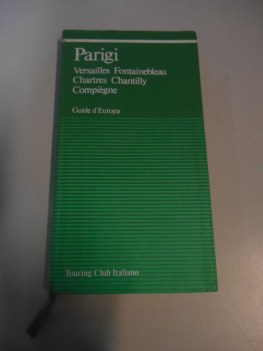 Parigi
Versailles Fontainebleau
Chartres Chantilly
Compiègne
Guide d'Europa
Touring Club Italiano